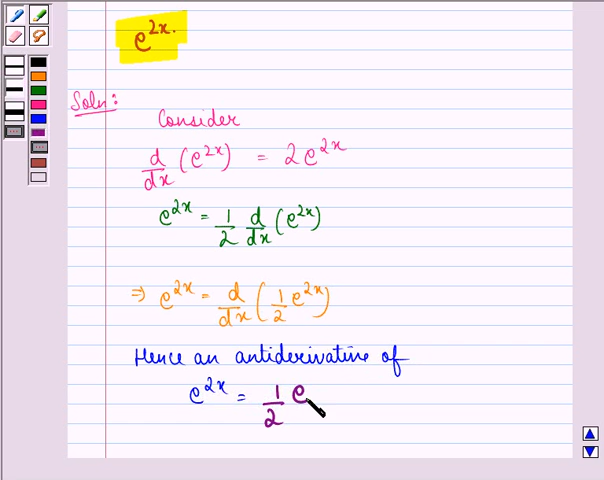 e^2x.
Soln:
Consider
d/dx (e^2x) = 2e^2x
e^2x = 1/2 d/dx (e^2x)
⇒ e^2x = d/dx (1/2 e^2x)
Hence an antiderivative of
e^2x = 1/2 e